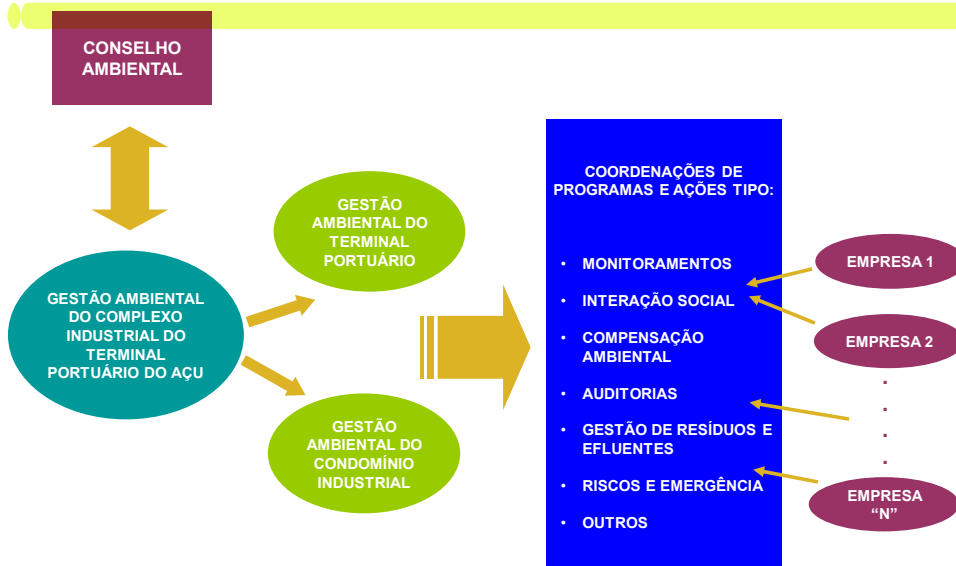 CONSELHO
AMBIENTAL
GESTÃO AMBIENTAL
DO COMPLEXO
INDUSTRIAL DO
TERMINAL
PORTUÁRIO DO AÇU
GESTÃO
AMBIENTAL DO
TERMINAL
PORTUÁRIO
GESTÃO
AMBIENTAL DO
CONDOMÍNIO
INDUSTRIAL
COORDENAÇÕES DE
PROGRAMAS E AÇÕES TIPO:
• MONITORAMENTOS
• INTERAÇÃO SOCIAL
• COMPENSAÇÃO
AMBIENTAL
• AUDITORIAS
• GESTÃO DE RESÍDUOS E
EFLUENTES
• RISCOS E EMERGÊNCIA
• OUTROS
EMPRESA 1
EMPRESA 2
.
.
.
.
EMPRESA
“N”